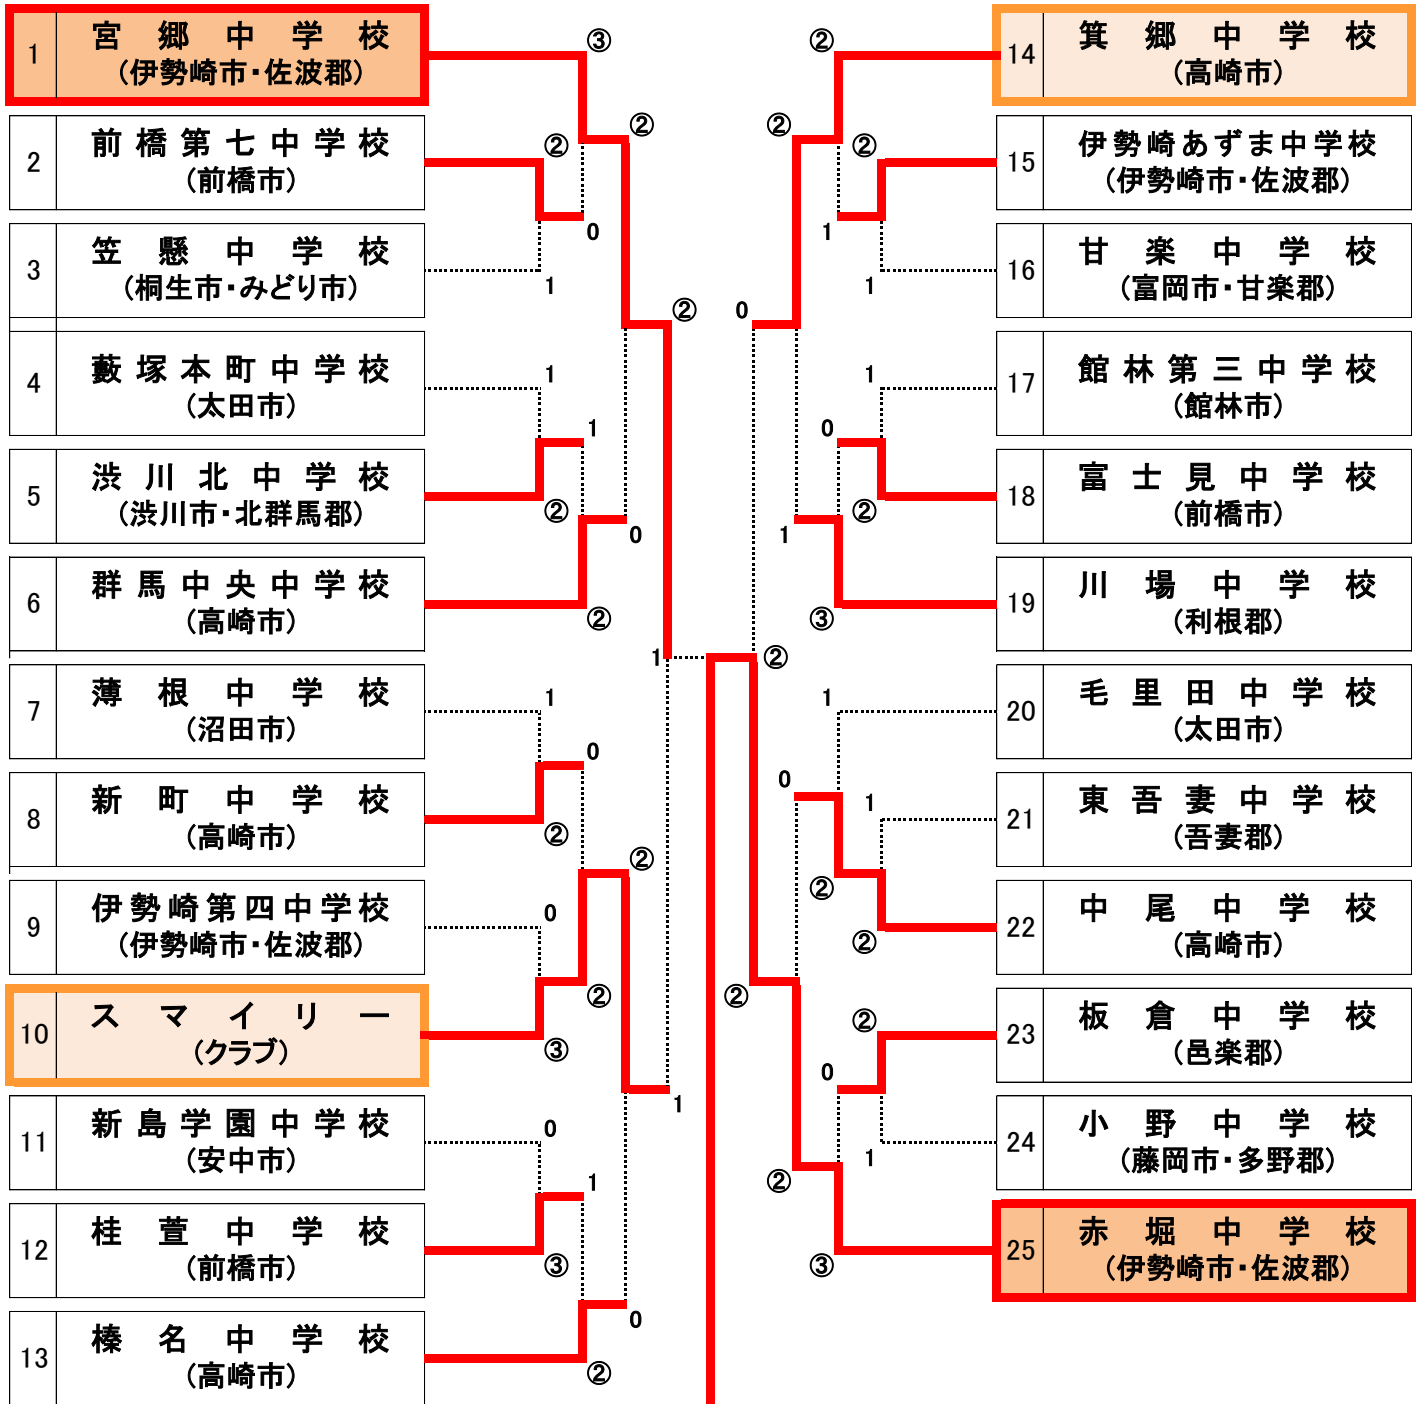 1 宮郷中学校
(伊勢崎市・佐波郡)
2 前橋第七中学校
(前橋市)
3 笠懸中学校
(桐生市・みどり市)
4 藪塚本町中学校
(太田市)
5 渋川北中学校
(渋川市・北群馬郡)
6 群馬中央中学校
(高崎市)
7 薄根中学校
(沼田市)
8 新町中学校
(高崎市)
9 伊勢崎第四中学校
(伊勢崎市・佐波郡)
10 スマイリー
(クラブ)
11 新島学園中学校
(安中市)
12 桂萱中学校
(前橋市)
13 榛名中学校
(高崎市)
③
②
②
0
1
②
1
1
②
0
②
1
1
0
②
②
0
②
③
1
0
1
③
0
②
②
②
②
1
1
0
1
0
②
1
③
②
1
0
1
②
②
②
②
0
1
②
③
14 箕郷中学校
(高崎市)
15 伊勢崎あずま中学校
(伊勢崎市・佐波郡)
16 甘楽中学校
(富岡市・甘楽郡)
17 館林第三中学校
(館林市)
18 富士見中学校
(前橋市)
19 川場中学校
(利根郡)
20 毛里田中学校
(太田市)
21 東吾妻中学校
(吾妻郡)
22 中尾中学校
(高崎市)
23 板倉中学校
(邑楽郡)
24 小野中学校
(藤岡市・多野郡)
25 赤堀中学校
(伊勢崎市・佐波郡)